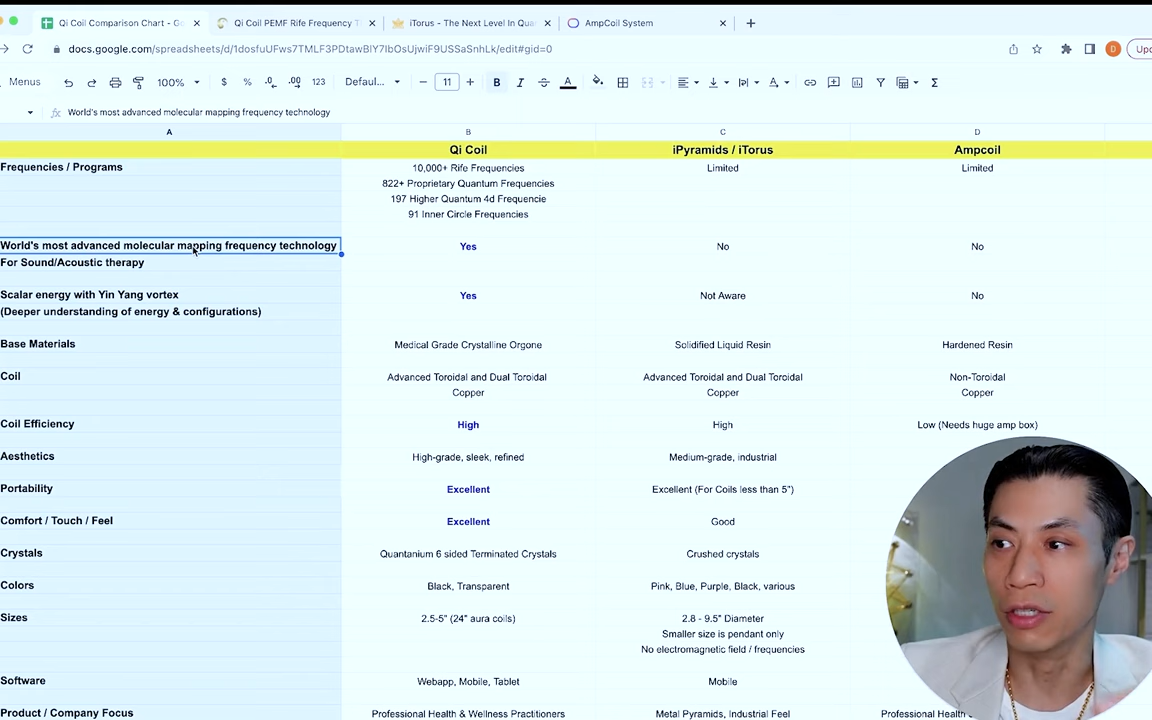 Qi Coil Comparison Chart - Go
Qi Coil PEMF Rife Frequency T
iTorus - The Next Level In Qua
AmpCoil System
docs.google.com/spreadsheets/d/1dosfuUFws7TMLF3PDtawBlY7IbOsUjwiF9USSaSnhLk/edit#gid=0
D
Upd
Menus
100%
$ % .0 .00 123
Defaul...
11
B I A
World's most advanced molecular mapping frequency technology
A B C D
Qi Coil iPyramids / iTorus Ampcoil
Frequencies / Programs 10,000+ Rife Frequencies Limited Limited
822+ Proprietary Quantum Frequencies
197 Higher Quantum 4d Frequencie
91 Inner Circle Frequencies
World's most advanced molecular mapping frequency technology Yes No No
For Sound/Acoustic therapy
Scalar energy with Yin Yang vortex Yes Not Aware No
(Deeper understanding of energy & configurations)
Base Materials Medical Grade Crystalline Orgone Solidified Liquid Resin Hardened Resin
Coil Advanced Toroidal and Dual Toroidal Advanced Toroidal and Dual Toroidal Non-Toroidal
Copper Copper Copper
Coil Efficiency High High Low (Needs huge amp box)
Aesthetics High-grade, sleek, refined Medium-grade, industrial
Portability Excellent Excellent (For Coils less than 5")
Comfort / Touch / Feel Excellent Good
Crystals Quantanium 6 sided Terminated Crystals Crushed crystals
Colors Black, Transparent Pink, Blue, Purple, Black, various
Sizes 2.5-5" (24" aura coils) 2.8 - 9.5" Diameter
Smaller size is pendant only
No electromagnetic field / frequencies
Software Webapp, Mobile, Tablet Mobile
Product / Company Focus Professional Health & Wellness Practitioners Metal Pyramids, Industrial Feel Professional Health